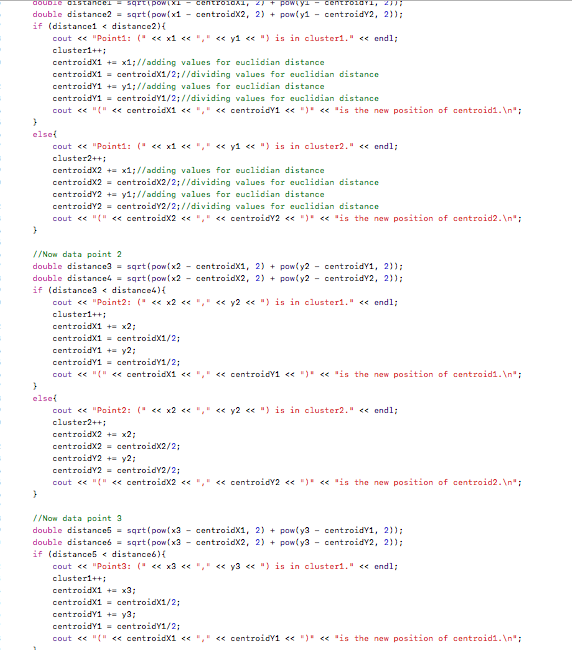 double distance1 = sqrt(pow(x1 - centroidX1, 2) + pow(y1 - centroidY1, 2));
double distance2 = sqrt(pow(x1 - centroidX2, 2) + pow(y1 - centroidY2, 2));
if (distance1 < distance2){
cout << "Point1: (" << x1 << "," << y1 << ") is in cluster1." << endl;
cluster1++;
centroidX1 += x1;//adding values for euclidian distance
centroidX1 = centroidX1/2;//dividing values for euclidian distance
centroidY1 += y1;//adding values for euclidian distance
centroidY1 = centroidY1/2;//dividing values for euclidian distance
cout << "(" << centroidX1 << "," << centroidY1 << ")" << "is the new position of centroid1.\n";
}
else{
cout << "Point1: (" << x1 << "," << y1 << ") is in cluster2." << endl;
cluster2++;
centroidX2 += x1;//adding values for euclidian distance
centroidX2 = centroidX2/2;//dividing values for euclidian distance
centroidY2 += y1;//adding values for euclidian distance
centroidY2 = centroidY2/2;//dividing values for euclidian distance
cout << "(" << centroidX2 << "," << centroidY2 << ")" << "is the new position of centroid2.\n";
}
//Now data point 2
double distance3 = sqrt(pow(x2 - centroidX1, 2) + pow(y2 - centroidY1, 2));
double distance4 = sqrt(pow(x2 - centroidX2, 2) + pow(y2 - centroidY2, 2));
if (distance3 < distance4){
cout << "Point2: (" << x2 << "," << y2 << ") is in cluster1." << endl;
cluster1++;
centroidX1 += x2;
centroidX1 = centroidX1/2;
centroidY1 += y2;
centroidY1 = centroidY1/2;
cout << "(" << centroidX1 << "," << centroidY1 << ")" << "is the new position of centroid1.\n";
}
else{
cout << "Point2: (" << x2 << "," << y2 << ") is in cluster2." << endl;
cluster2++;
centroidX2 += x2;
centroidX2 = centroidX2/2;
centroidY2 += y2;
centroidY2 = centroidY2/2;
cout << "(" << centroidX2 << "," << centroidY2 << ")" << "is the new position of centroid2.\n";
}
//Now data point 3
double distance5 = sqrt(pow(x3 - centroidX1, 2) + pow(y3 - centroidY1, 2));
double distance6 = sqrt(pow(x3 - centroidX2, 2) + pow(y3 - centroidY2, 2));
if (distance5 < distance6){
cout << "Point3: (" << x3 << "," << y3 << ") is in cluster1." << endl;
cluster1++;
centroidX1 += x3;
centroidX1 = centroidX1/2;
centroidY1 += y3;
centroidY1 = centroidY1/2;
cout << "(" << centroidX1 << "," << centroidY1 << ")" << "is the new position of centroid1.\n";
}